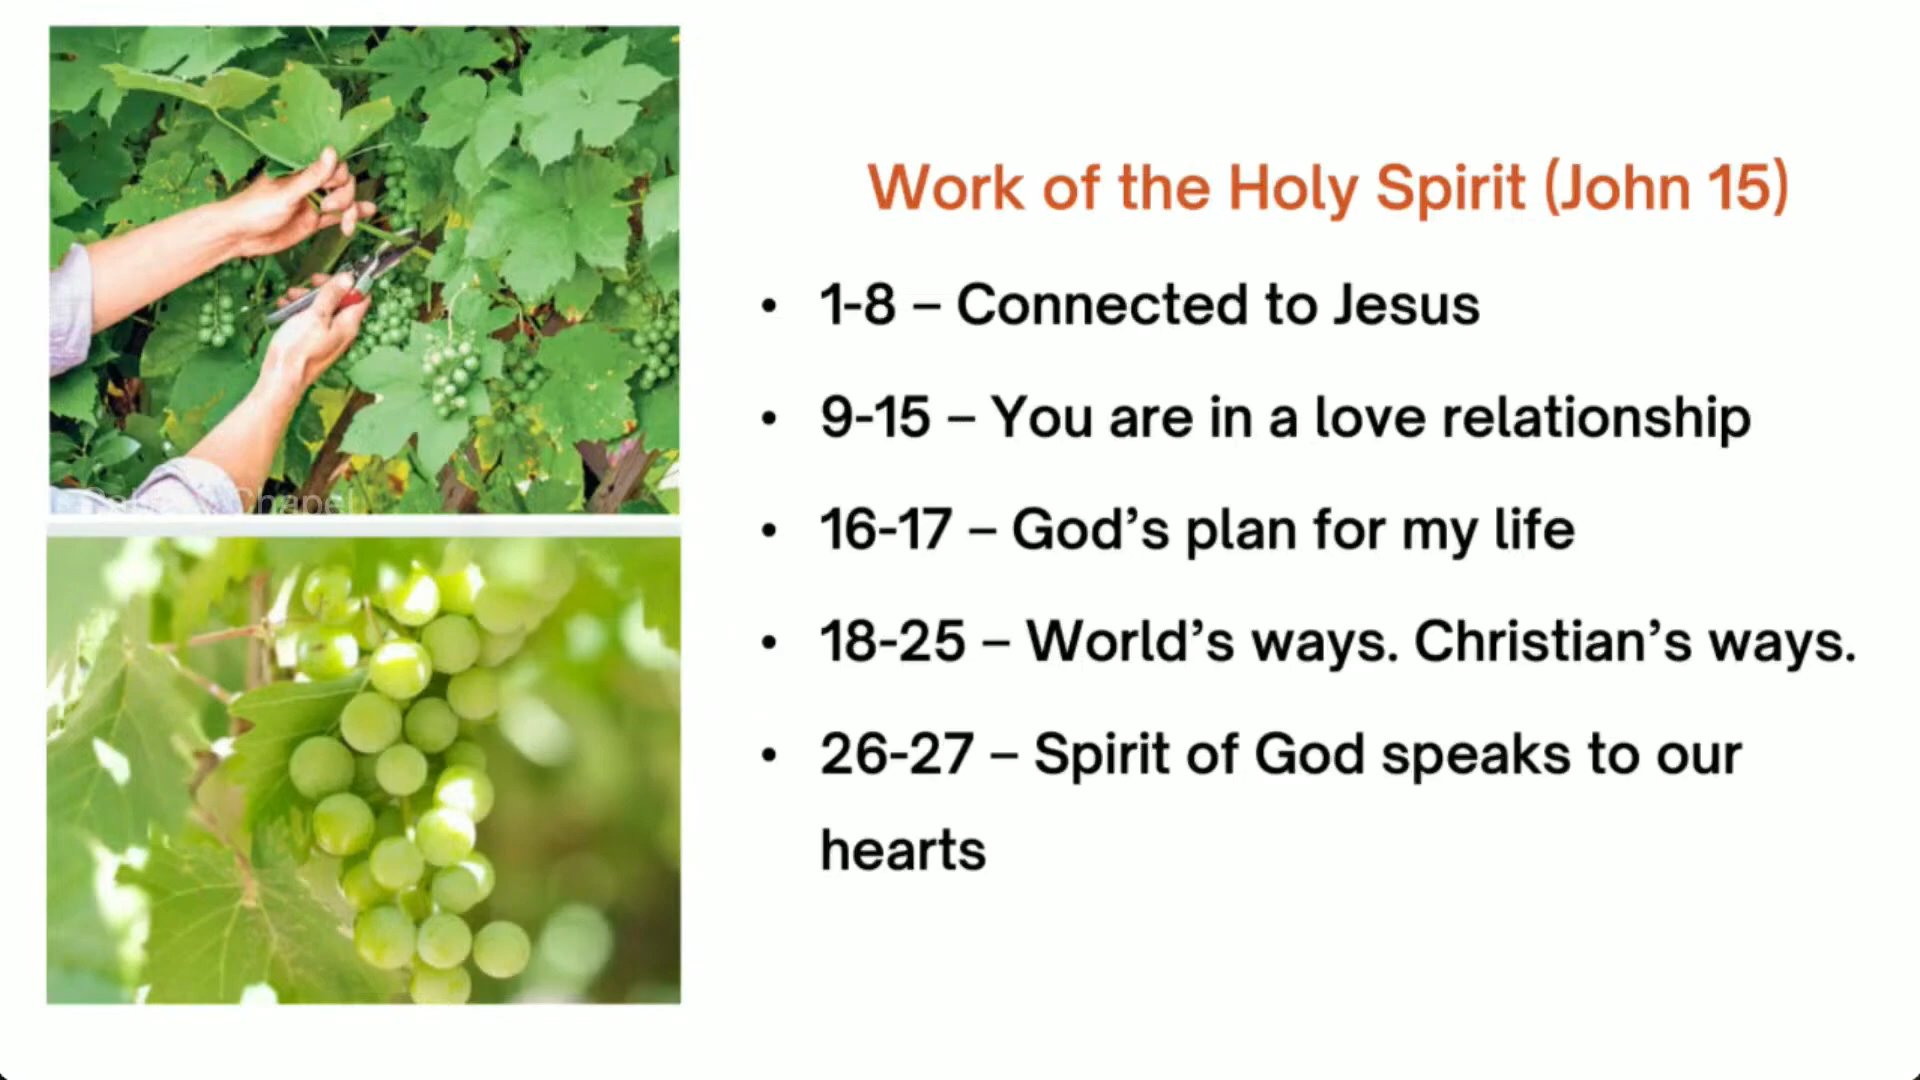 Work of the Holy Spirit (John 15)
• 1-8 – Connected to Jesus
• 9-15 – You are in a love relationship
• 16-17 – God’s plan for my life
• 18-25 – World’s ways. Christian’s ways.
• 26-27 – Spirit of God speaks to our
hearts
Chapel